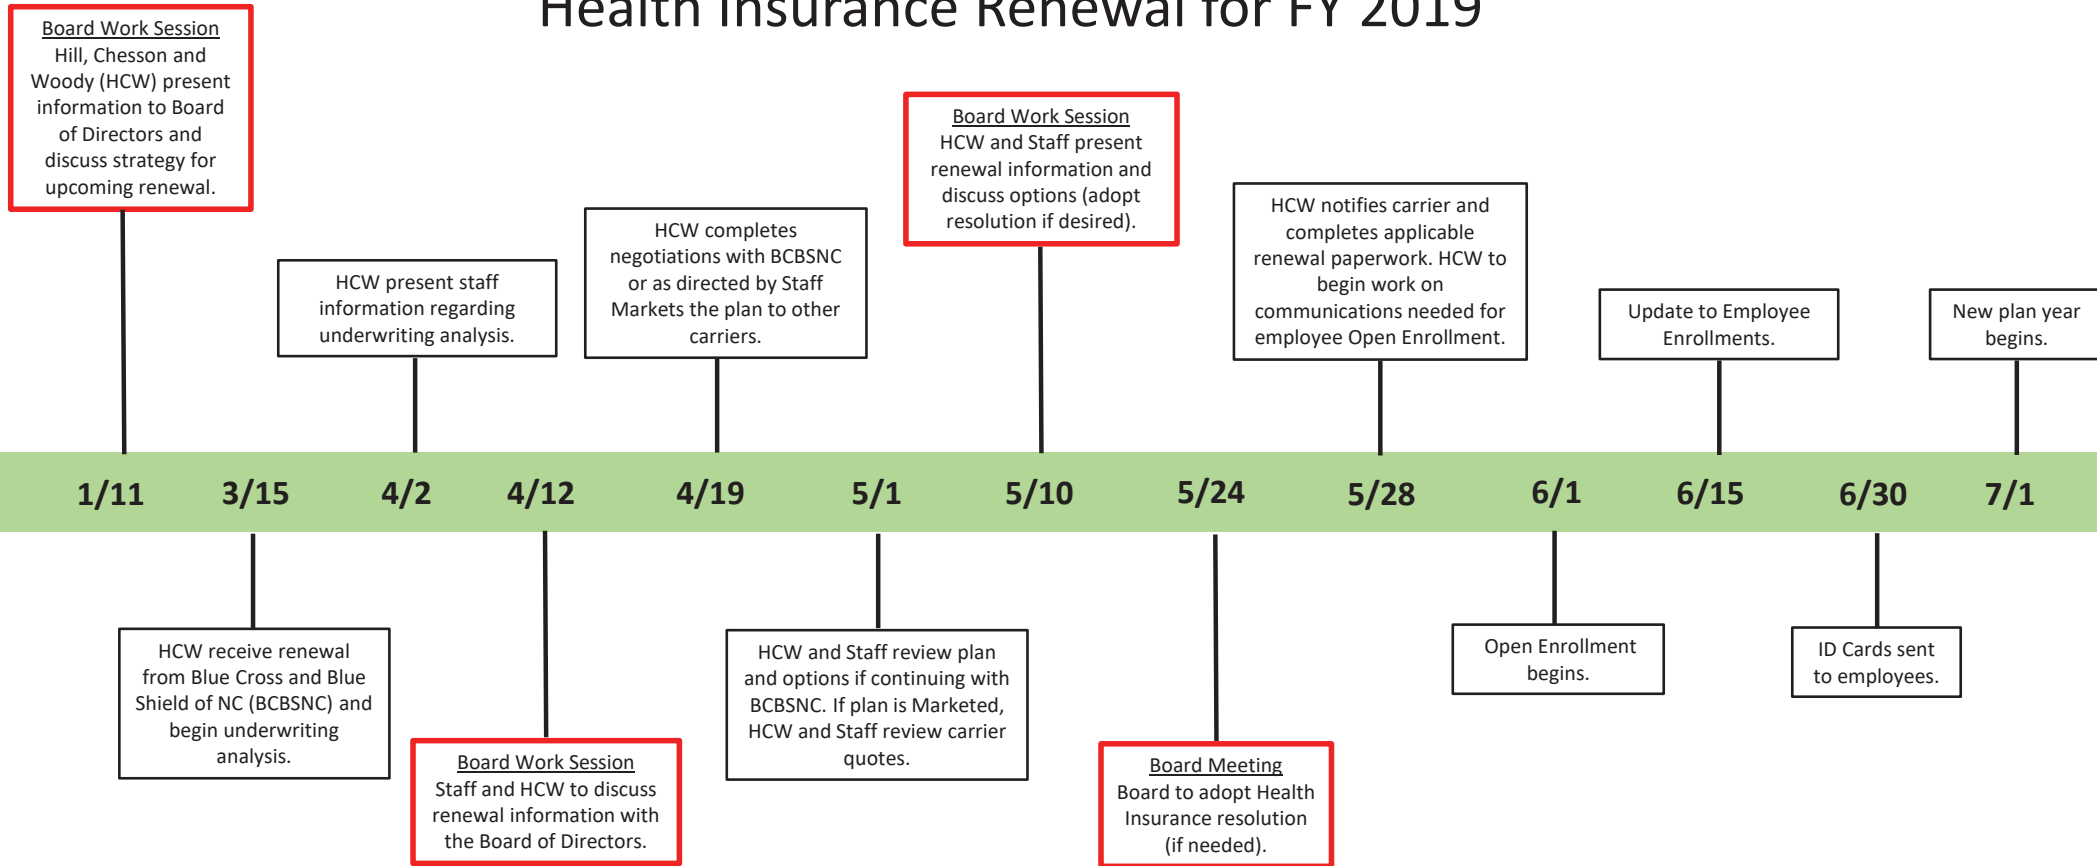 Health Insurance Renewal for FY 2019
Board Work Session
Hill, Chesson and
Woody (HCW) present
information to Board
of Directors and
discuss strategy for
upcoming renewal.
HCW present staff
information regarding
underwriting analysis.
HCW completes
negotiations with BCBSNC
or as directed by Staff
Markets the plan to other
carriers.
Board Work Session
HCW and Staff present
renewal information and
discuss options (adopt
resolution if desired).
HCW notifies carrier and
completes applicable
renewal paperwork. HCW to
begin work on
communications needed for
employee Open Enrollment.
Update to Employee
Enrollments.
New plan year
begins.
1/11 3/15 4/2 4/12 4/19 5/1 5/10 5/24 5/28 6/1 6/15 6/30 7/1
HCW receive renewal
from Blue Cross and Blue
Shield of NC (BCBSNC) and
begin underwriting
analysis.
Board Work Session
Staff and HCW to discuss
renewal information with
the Board of Directors.
HCW and Staff review plan
and options if continuing with
BCBSNC. If plan is Marketed,
HCW and Staff review carrier
quotes.
Board Meeting
Board to adopt Health
Insurance resolution
(if needed).
Open Enrollment
begins.
ID Cards sent
to employees.